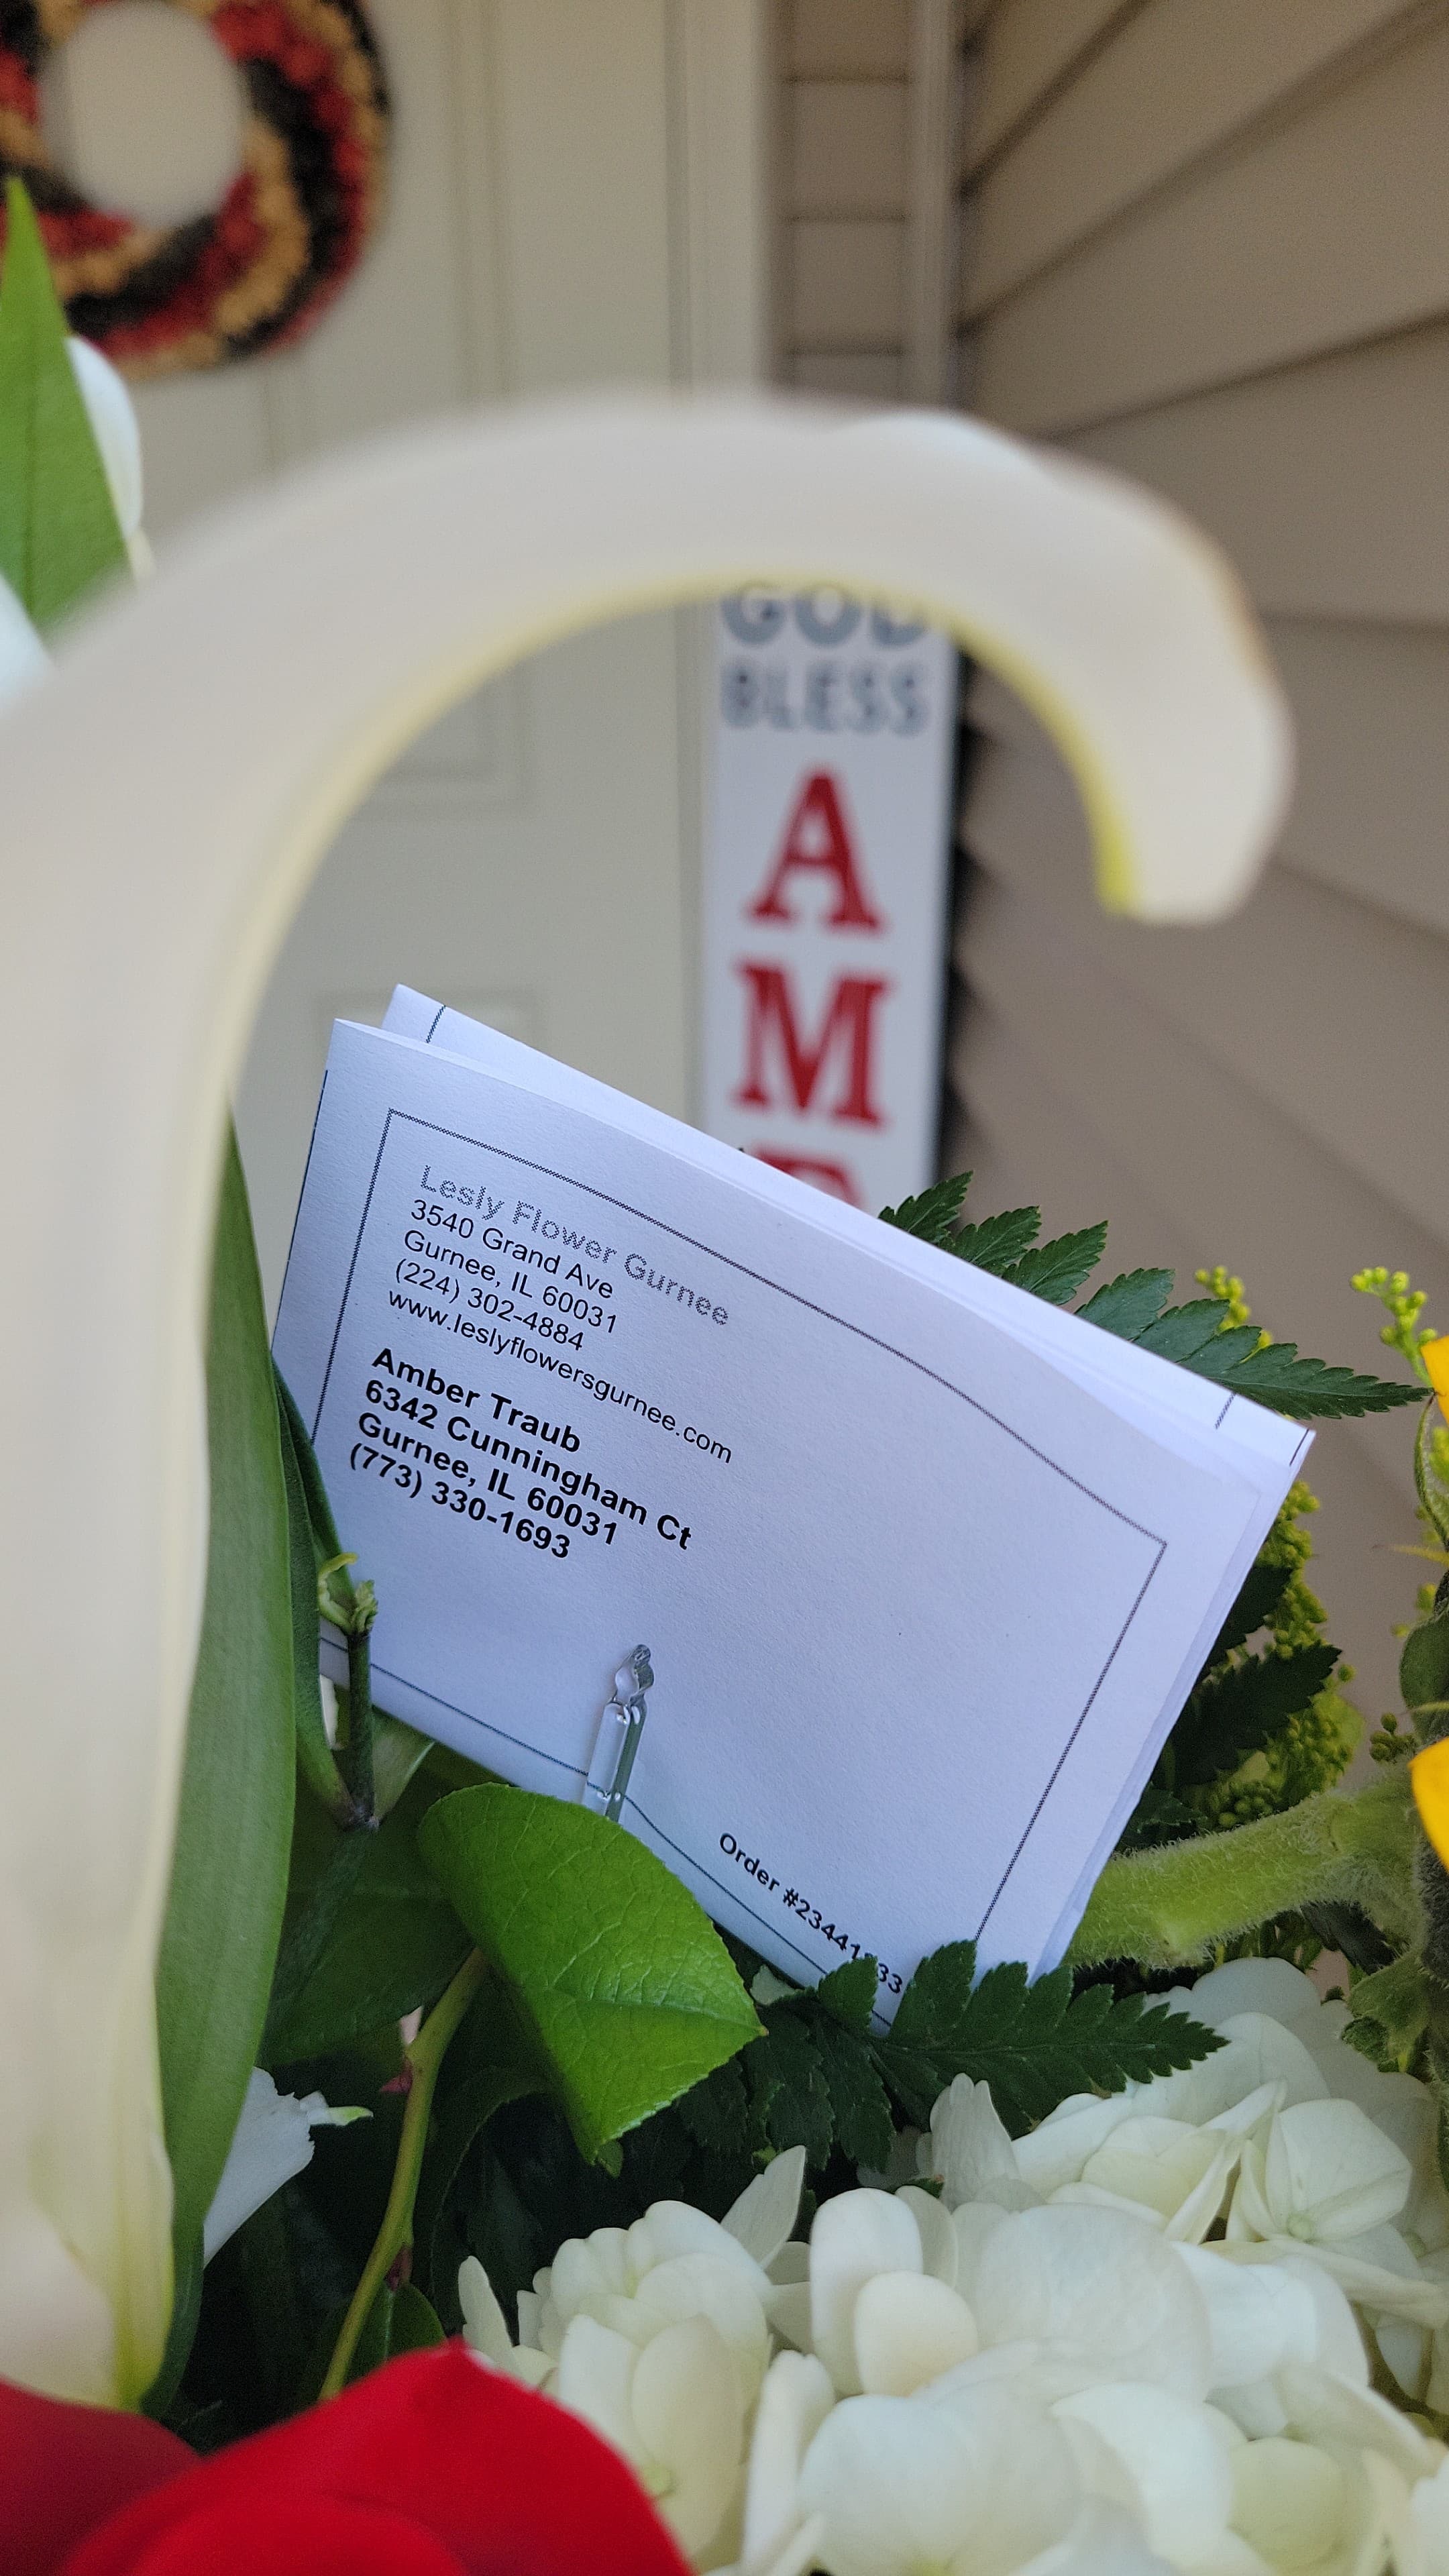 GOD
BLESS
A
M
Lesly Flower Gurnee
3540 Grand Ave
Gurnee, IL 60031
(224) 302-4884
www.leslyflowersgurnee.com
Amber Traub
6342 Cunningham Ct
Gurnee, IL 60031
(773) 330-1693
Order